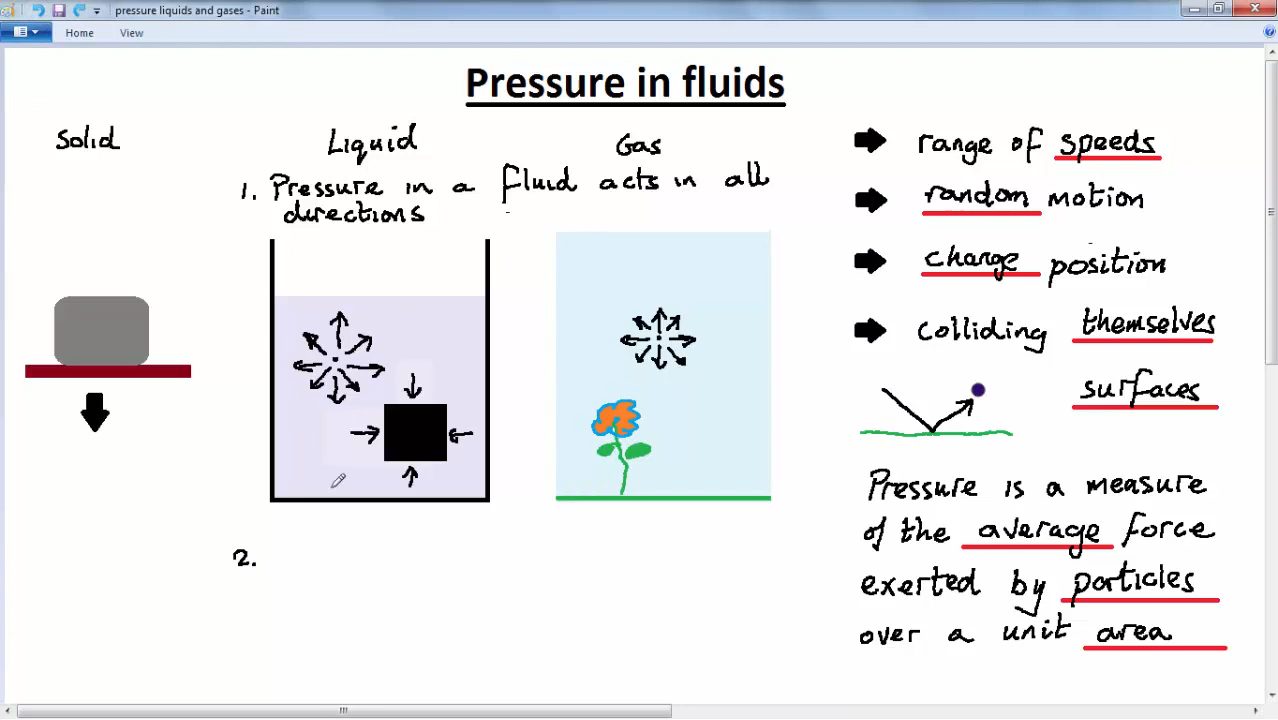 pressure liquids and gases - Paint
Home View
Pressure in fluids
Solid
Liquid
Gas
1. Pressure in a fluid acts in all
directions
2.
range of speeds
random motion
change position
colliding themselves
surfaces
Pressure is a measure
of the average force
exerted by particles
over a unit area